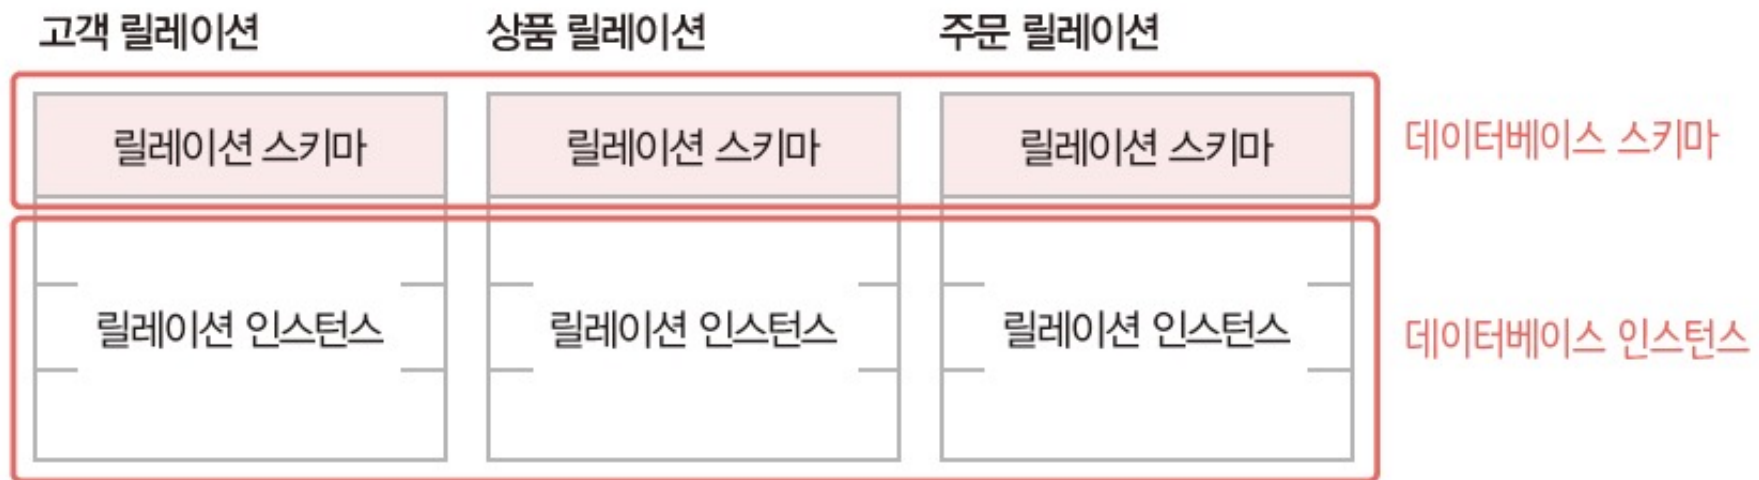 고객 릴레이션
상품 릴레이션
주문 릴레이션
릴레이션 스키마
릴레이션 스키마
릴레이션 스키마
데이터베이스 스키마
릴레이션 인스턴스
릴레이션 인스턴스
릴레이션 인스턴스
데이터베이스 인스턴스